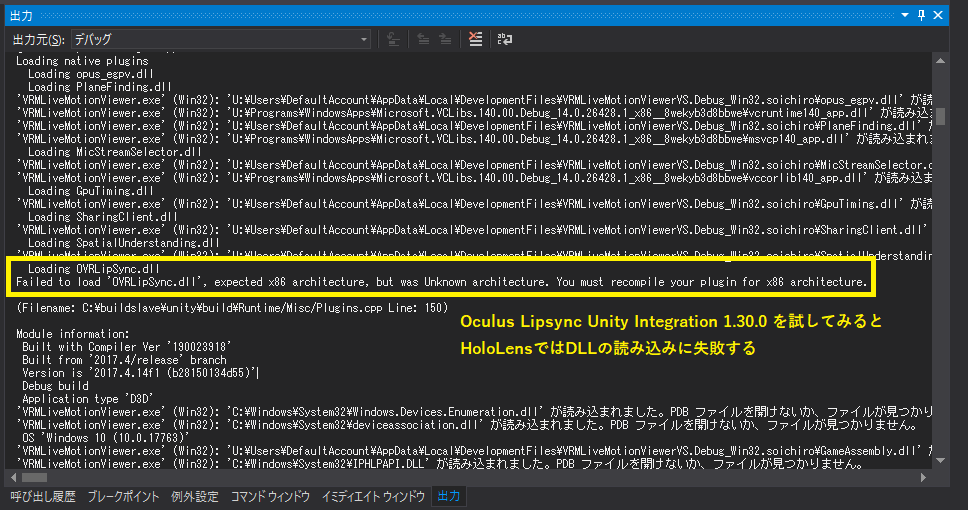 出力
出力元(S): デバッグ
Loading native plugins
Loading opus_egpv.dll
Loading PlaneFinding.dll
'VRMLiveMotionViewer.exe' (Win32): 'U:¥Users¥DefaultAccount¥AppData¥Local¥DevelopmentFiles¥VRMLiveMotionViewerVS.Debug_Win32.soichiro¥opus_egpv.dll' が読
'VRMLiveMotionViewer.exe' (Win32): 'U:¥Programs¥WindowsApps¥Microsoft.VCLibs.140.00.Debug_14.0.26428.1_x86__8wekyb3d8bbwe¥vcruntime140_app.dll' が読み込ま
'VRMLiveMotionViewer.exe' (Win32): 'U:¥Users¥DefaultAccount¥AppData¥Local¥DevelopmentFiles¥VRMLiveMotionViewerVS.Debug_Win32.soichiro¥PlaneFinding.dll' が
'VRMLiveMotionViewer.exe' (Win32): 'U:¥Programs¥WindowsApps¥Microsoft.VCLibs.140.00.Debug_14.0.26428.1_x86__8wekyb3d8bbwe¥msvcp140_app.dll' が読み込まれま
Loading MicStreamSelector.dll
'VRMLiveMotionViewer.exe' (Win32): 'U:¥Users¥DefaultAccount¥AppData¥Local¥DevelopmentFiles¥VRMLiveMotionViewerVS.Debug_Win32.soichiro¥MicStreamSelector.d
'VRMLiveMotionViewer.exe' (Win32): 'U:¥Programs¥WindowsApps¥Microsoft.VCLibs.140.00.Debug_14.0.26428.1_x86__8wekyb3d8bbwe¥vccorlib140_app.dll' が読み込ま
Loading GpuTiming.dll
'VRMLiveMotionViewer.exe' (Win32): 'U:¥Users¥DefaultAccount¥AppData¥Local¥DevelopmentFiles¥VRMLiveMotionViewerVS.Debug_Win32.soichiro¥GpuTiming.dll' が読
Loading SharingClient.dll
'VRMLiveMotionViewer.exe' (Win32): 'U:¥Users¥DefaultAccount¥AppData¥Local¥DevelopmentFiles¥VRMLiveMotionViewerVS.Debug_Win32.soichiro¥SharingClient.dll'
Loading SpatialUnderstanding.dll
'VRMLiveMotionViewer.exe' (Win32): 'U:¥Users¥DefaultAccount¥AppData¥Local¥DevelopmentFiles¥VRMLiveMotionViewerVS.Debug_Win32.soichiro¥SpatialUnderstanding
Loading OVRLipSync.dll
Failed to load 'OVRLipSync.dll', expected x86 architecture, but was Unknown architecture. You must recompile your plugin for x86 architecture.
(Filename: C:¥buildslave¥unity¥build¥Runtime/Misc/Plugins.cpp Line: 150)
Oculus Lipsync Unity Integration 1.30.0 を試してみると
HoloLensではDLLの読み込みに失敗する
Module information:
Built with Compiler Ver '190023918'
Built from '2017.4/release' branch
Version is '2017.4.14f1 (b28150134d55)'
Debug build
Application type 'D3D'
'VRMLiveMotionViewer.exe' (Win32): 'C:¥Windows¥System32¥Windows.Devices.Enumeration.dll' が読み込まれました。PDB ファイルを開けないか、ファイルが見つかり
'VRMLiveMotionViewer.exe' (Win32): 'C:¥Windows¥System32¥deviceassociation.dll' が読み込まれました。PDB ファイルを開けないか、ファイルが見つかりません。
OS 'Windows 10 (10.0.17763)'
'VRMLiveMotionViewer.exe' (Win32): 'U:¥Users¥DefaultAccount¥AppData¥Local¥DevelopmentFiles¥VRMLiveMotionViewerVS.Debug_Win32.soichiro¥GameAssembly.dll' が
'VRMLiveMotionViewer.exe' (Win32): 'C:¥Windows¥System32¥IPHLPAPI.DLL' が読み込まれました。PDB ファイルを開けないか、ファイルが見つかりません。
呼び出し履歴 ブレークポイント 例外設定 コマンド ウィンドウ イミディエイト ウィンドウ 出力